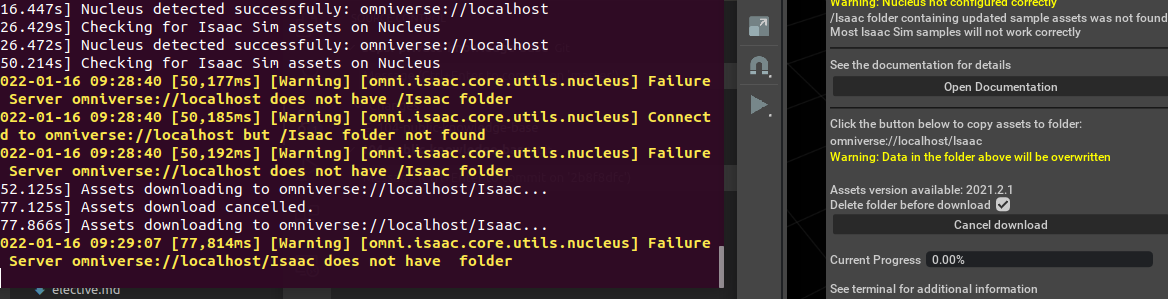 16.447s] Nucleus detected successfully: omniverse://localhost
26.429s] Checking for Isaac Sim assets on Nucleus
26.472s] Nucleus detected successfully: omniverse://localhost
50.214s] Checking for Isaac Sim assets on Nucleus
022-01-16 09:28:40 [50,177ms] [Warning] [omni.isaac.core.utils.nucleus] Failure
Server omniverse://localhost does not have /Isaac folder
022-01-16 09:28:40 [50,185ms] [Warning] [omni.isaac.core.utils.nucleus] Connect
d to omniverse://localhost but /Isaac folder not found
022-01-16 09:28:40 [50,192ms] [Warning] [omni.isaac.core.utils.nucleus] Failure
Server omniverse://localhost does not have /Isaac folder
52.125s] Assets downloading to omniverse://localhost/Isaac...
77.125s] Assets download cancelled.
77.866s] Assets downloading to omniverse://localhost/Isaac...
022-01-16 09:29:07 [77,814ms] [Warning] [omni.isaac.core.utils.nucleus] Failure
Server omniverse://localhost/Isaac does not have  folder
elective.md
Warning: Nucleus not configured correctly
/Isaac folder containing updated sample assets was not found
Most Isaac Sim samples will not work correctly
See the documentation for details
Open Documentation
Click the button below to copy assets to folder:
omniverse://localhost/Isaac
Warning: Data in the folder above will be overwritten
Assets version available: 2021.2.1
Delete folder before download
Cancel download
Current Progress 0.00%
See terminal for additional information